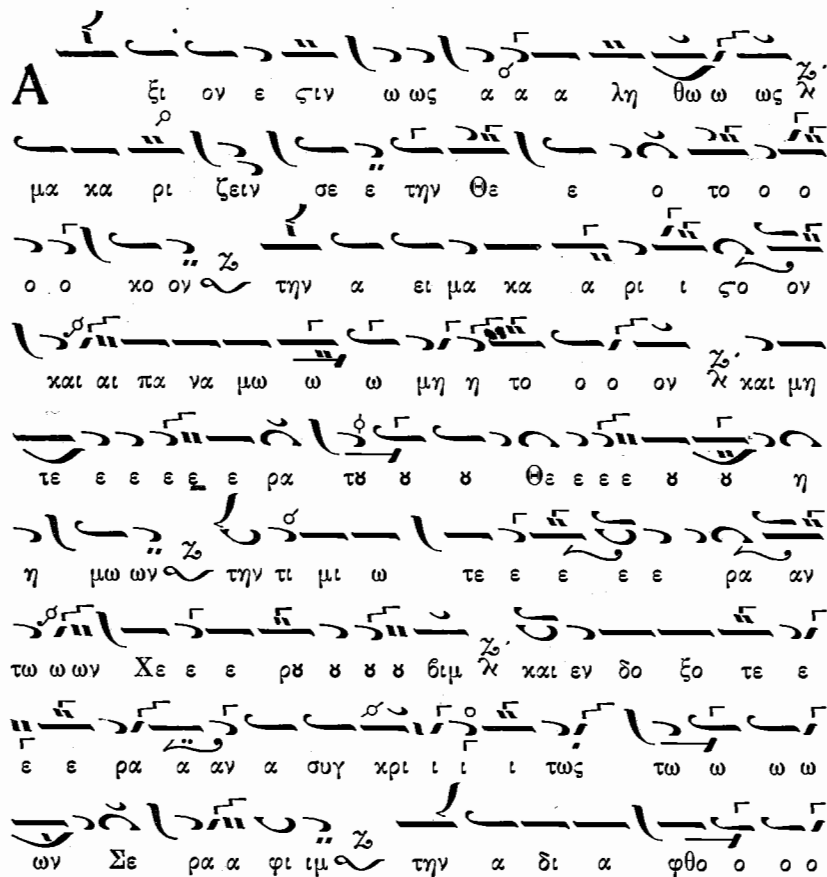 Α ξι ον ε ϛιν ω ως α α α λη θω ω ως
μα κα ρι ζειν σε ε την Θε ε ο το ο ο
ο ο κο ον την α ει μα κα α ρι ι ϛο ον
και αι πα να μω ω ω μη η το ο ο ον και μη
τε ε ε ε ε ε ρα τȣ ȣ ȣ Θε ε ε ε ȣ ȣ η
η μω ων την τι μι ω τε ε ε ε ε ρα αν
τω ω ων Χε ε ε ρȣ ȣ ȣ ȣ βιμ και εν δο ξο τε ε
ε ε ρα α αν α συγ κρι ι ι ι τως τω ω ω ω
ων Σε ρα α φι ιμ την α δι α φθο ο ο ο